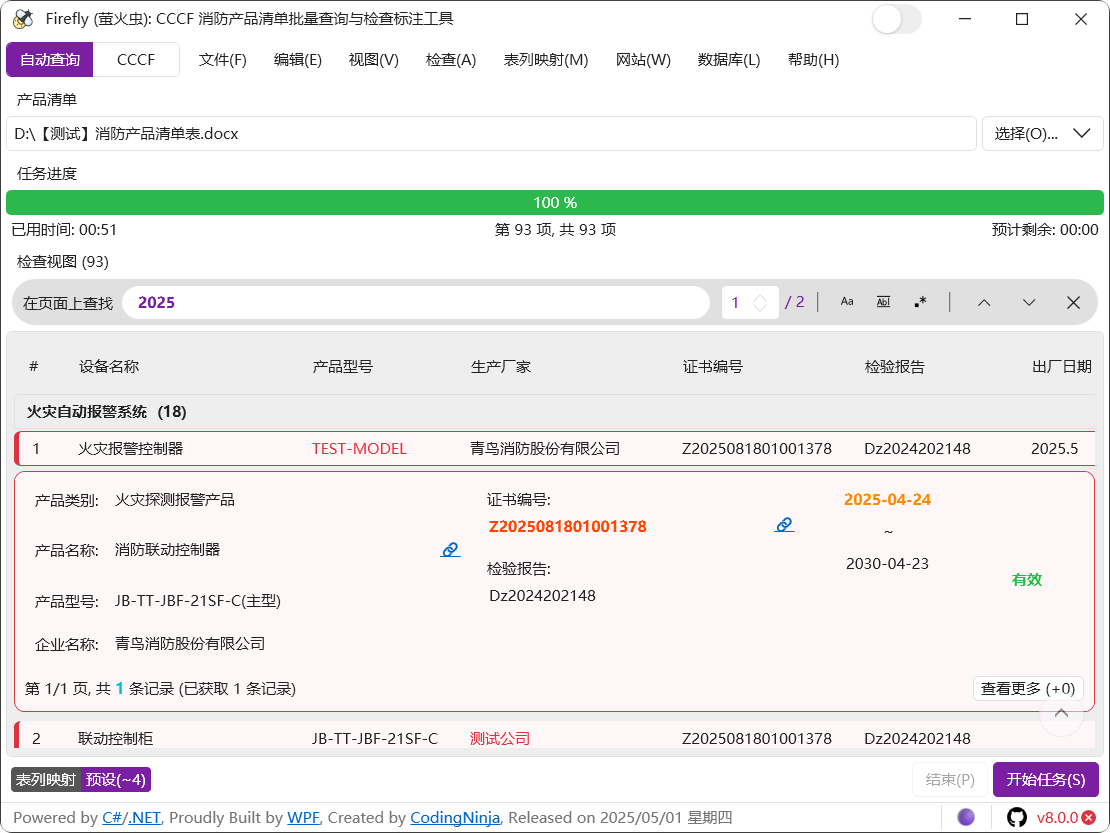 Firefly (萤火虫): CCCF 消防产品清单批量查询与检查标注工具
自动查询 CCCF 文件(F) 编辑(E) 视图(V) 检查(A) 表列映射(M) 网站(W) 数据库(L) 帮助(H)
产品清单
D:\【测试】消防产品清单表.docx 选择(O)...
任务进度
100 %
已用时间: 00:51 第 93 项, 共 93 项 预计剩余: 00:00
检查视图 (93)
在页面上查找 2025 1 / 2 Aa Ab| .*
# 设备名称 产品型号 生产厂家 证书编号 检验报告 出厂日期
火灾自动报警系统 (18)
1 火灾报警控制器 TEST-MODEL 青鸟消防股份有限公司 Z2025081801001378 Dz2024202148 2025.5
产品类别: 火灾探测报警产品 证书编号: 2025-04-24
Z2025081801001378 ~
产品名称: 消防联动控制器 2030-04-23
检验报告: 有效
产品型号: JB-TT-JBF-21SF-C(主型) Dz2024202148
企业名称: 青鸟消防股份有限公司
第 1/1 页, 共 1 条记录 (已获取 1 条记录) 查看更多 (+0)
2 联动控制柜 JB-TT-JBF-21SF-C 测试公司 Z2025081801001378 Dz2024202148
表列映射 预设(~4) 结束(P) 开始任务(S)
Powered by C#/.NET, Proudly Built by WPF, Created by CodingNinja, Released on 2025/05/01 星期四 v8.0.0